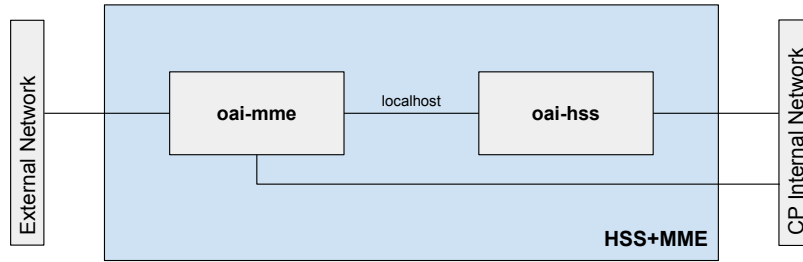 External Network
oai-mme
localhost
oai-hss
CP Internal Network
HSS+MME